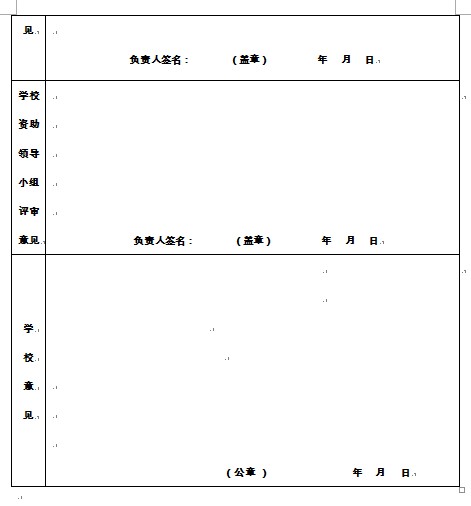 见
负责人签名： （盖章） 年 月 日
学校
资助
领导
小组
评审
意见 负责人签名： （盖章） 年 月 日
学
校
意
见
（公章 ） 年 月 日